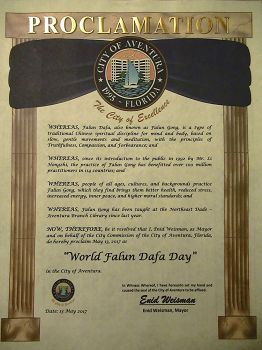 PROCLAMATION
CITY OF AVENTURA
1995 - FLORIDA
The City of Excellence
WHEREAS, Falun Dafa, also known as Falun Gong, is a type of
traditional Chinese spiritual discipline for mind and body, based on
slow, gentle movements and meditation, with the principles of
Truthfulness, Compassion, and Forbearance; and
WHEREAS, since its introduction to the public in 1992 by Mr. Li
Hongzhi, the practice of Falun Gong has benefitted over 100 million
practitioners in 114 countries; and
WHEREAS, people of all ages, cultures, and backgrounds practice
Falun Gong, which they find brings them better health, reduced stress,
increased energy, inner peace, and higher moral standards; and
WHEREAS, Falun Gong has been taught at the Northeast Dade -
Aventura Branch Library since last year.
NOW, THEREFORE, be it resolved that I, Enid Weisman, as Mayor
and on behalf of the City Commission of the City of Aventura, Florida,
do hereby proclaim May 13, 2017 as:
"World Falun Dafa Day"
in the City of Aventura.
In Witness Whereof, I have hereunto set my hand and
caused the seal of the City of Aventura to be affixed.
Enid Weisman
Enid Weisman, Mayor
Date: 13 May 2017